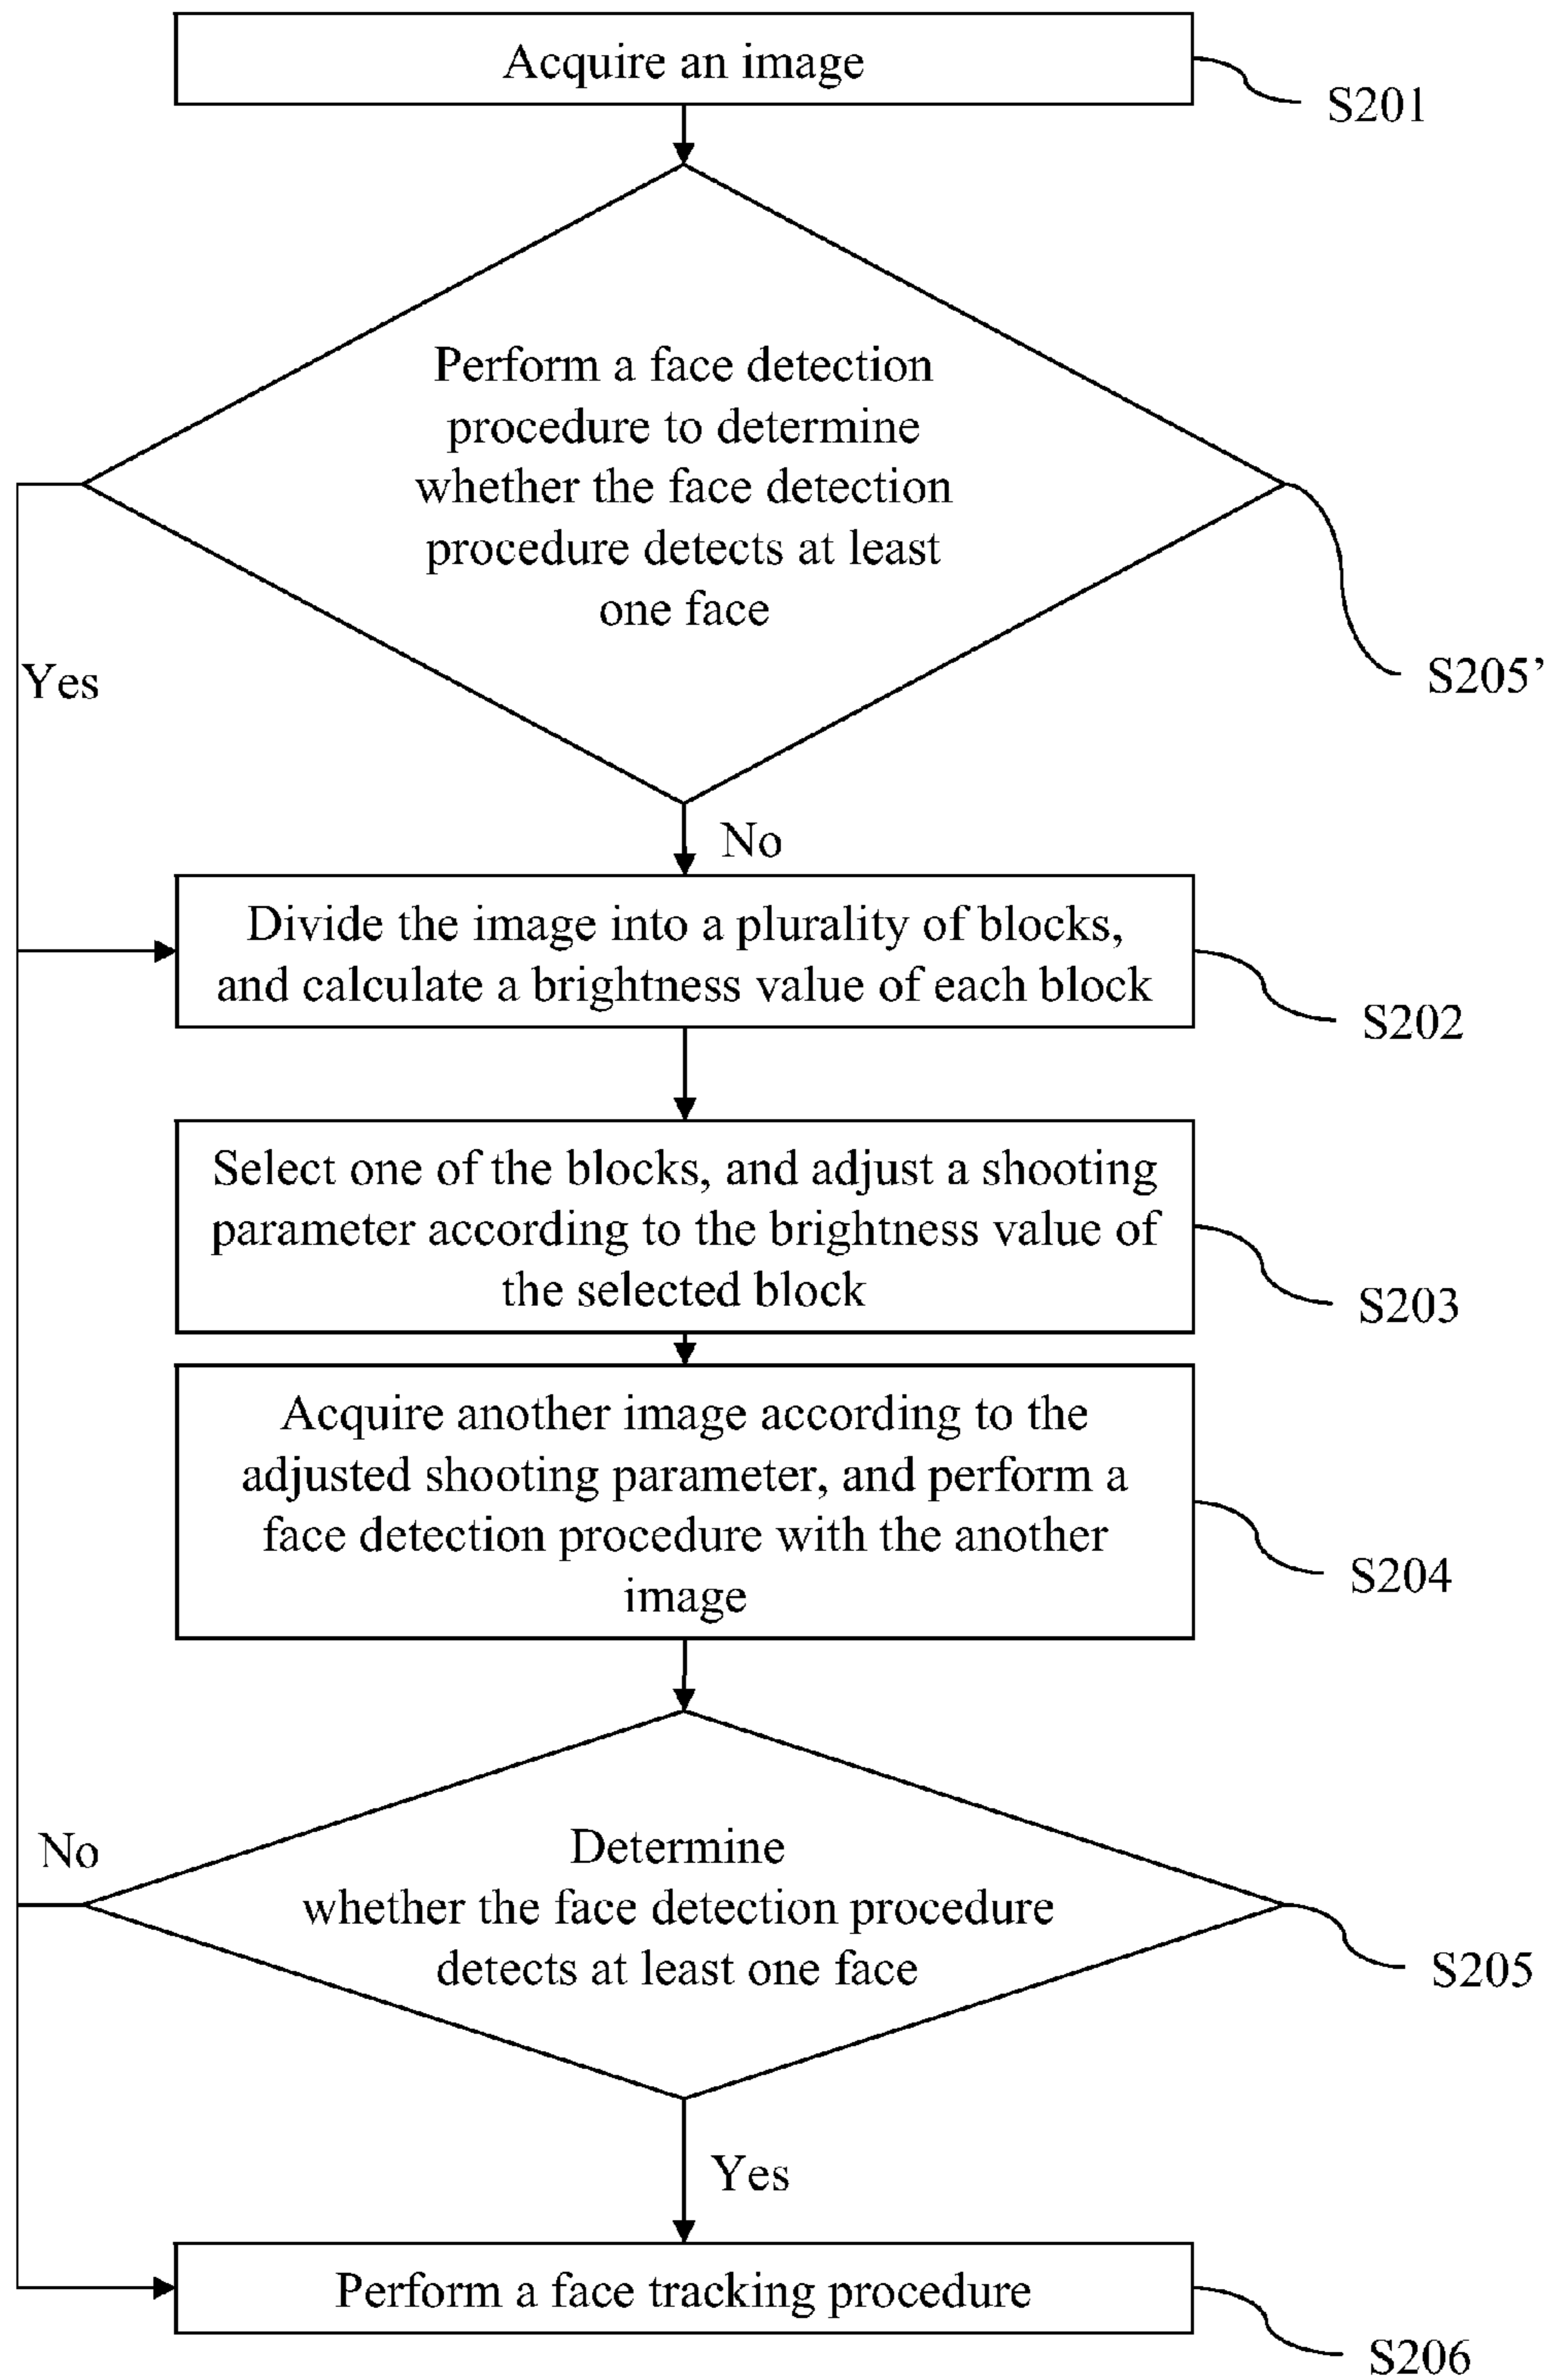 Acquire an image
S201
Perform a face detection
procedure to determine
whether the face detection
procedure detects at least
one face
Yes
S205’
No
Divide the image into a plurality of blocks,
and calculate a brightness value of each block
S202
Select one of the blocks, and adjust a shooting
parameter according to the brightness value of
the selected block
S203
Acquire another image according to the
adjusted shooting parameter, and perform a
face detection procedure with the another
image
S204
No
Determine
whether the face detection procedure
detects at least one face
S205
Yes
Perform a face tracking procedure
S206